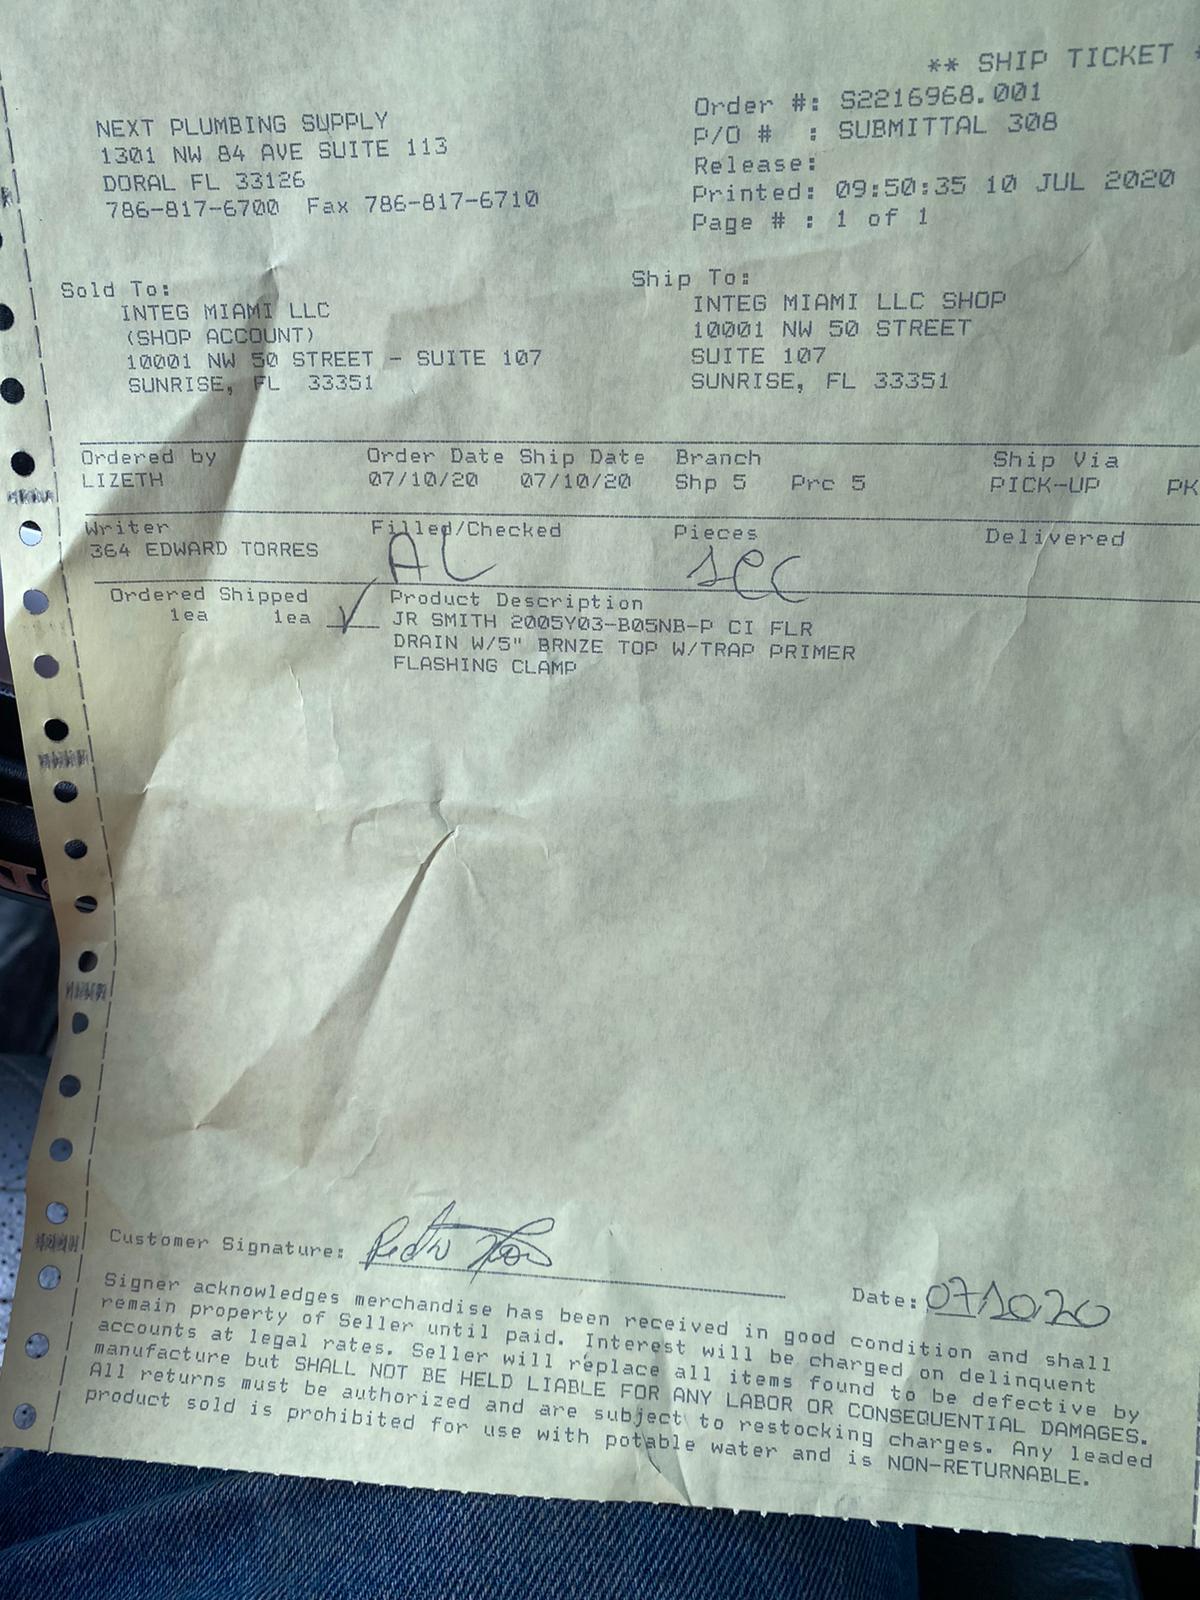 ** SHIP TICKET
NEXT PLUMBING SUPPLY
1301 NW 84 AVE SUITE 113
DORAL FL 33126
786-817-6700 Fax 786-817-6710
Order #: S2216968.001
P/O # : SUBMITTAL 308
Release:
Printed: 09:50:35 10 JUL 2020
Page # : 1 of 1
Sold To:
INTEG MIAMI LLC
(SHOP ACCOUNT)
10001 NW 50 STREET - SUITE 107
SUNRISE, FL 33351
Ship To:
INTEG MIAMI LLC SHOP
10001 NW 50 STREET
SUITE 107
SUNRISE, FL 33351
Ordered by Order Date Ship Date Branch Ship Via
LIZETH 07/10/20 07/10/20 Shp 5 Prc 5 PICK-UP PK
Writer Filled/Checked Pieces Delivered
364 EDWARD TORRES AL
Ordered Shipped Product Description
1ea 1ea JR SMITH 2005Y03-B05NB-P CI FLR
DRAIN W/5" BRNZE TOP W/TRAP PRIMER
FLASHING CLAMP
Customer Signature: Date: 071020
Signer acknowledges merchandise has been received in good condition and shall
remain property of Seller until paid. Interest will be charged on delinquent
accounts at legal rates. Seller will replace all items found to be defective by
manufacture but SHALL NOT BE HELD LIABLE FOR ANY LABOR OR CONSEQUENTIAL DAMAGES.
All returns must be authorized and are subject to restocking charges. Any leaded
product sold is prohibited for use with potable water and is NON-RETURNABLE.